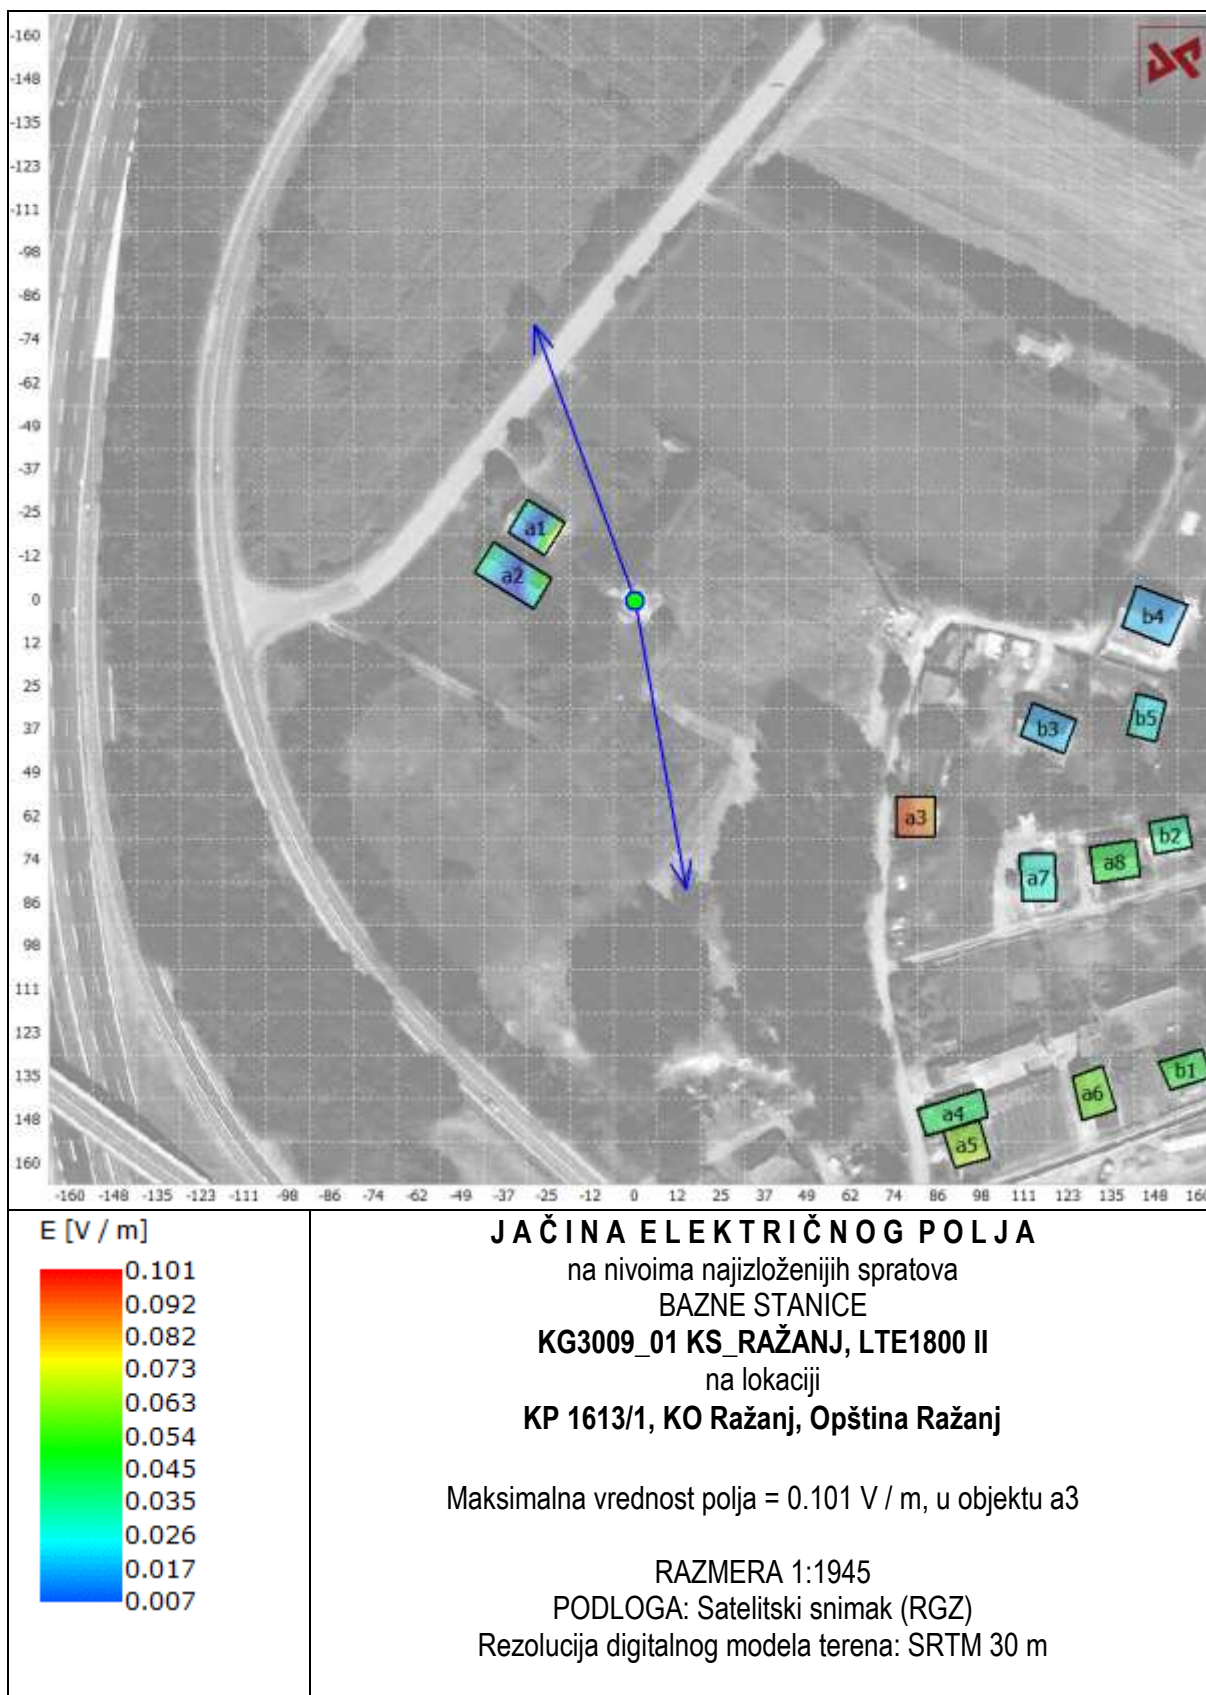 -160
-148
-135
-123
-111
-98
-86
-74
-62
-49
-37
-25
-12
0
12
25
37
49
62
74
86
98
111
123
135
148
160
a1
a2
b4
b5
b3
a3
b2
a8
a7
b1
a6
a4
a5
-160 -148 -135 -123 -111 -98 -86 -74 -62 -49 -37 -25 -12 0 12 25 37 49 62 74 86 98 111 123 135 148 160
E [V / m]
0.101
0.092
0.082
0.073
0.063
0.054
0.045
0.035
0.026
0.017
0.007
JAČINA ELEKTRIČNOG POLJA
na nivoima najizloženijih spratova
BAZNE STANICE
KG3009_01 KS_RAŽANJ, LTE1800 II
na lokaciji
KP 1613/1, KO Ražanj, Opština Ražanj
Maksimalna vrednost polja = 0.101 V / m, u objektu a3
RAZMERA 1:1945
PODLOGA: Satelitski snimak (RGZ)
Rezolucija digitalnog modela terena: SRTM 30 m